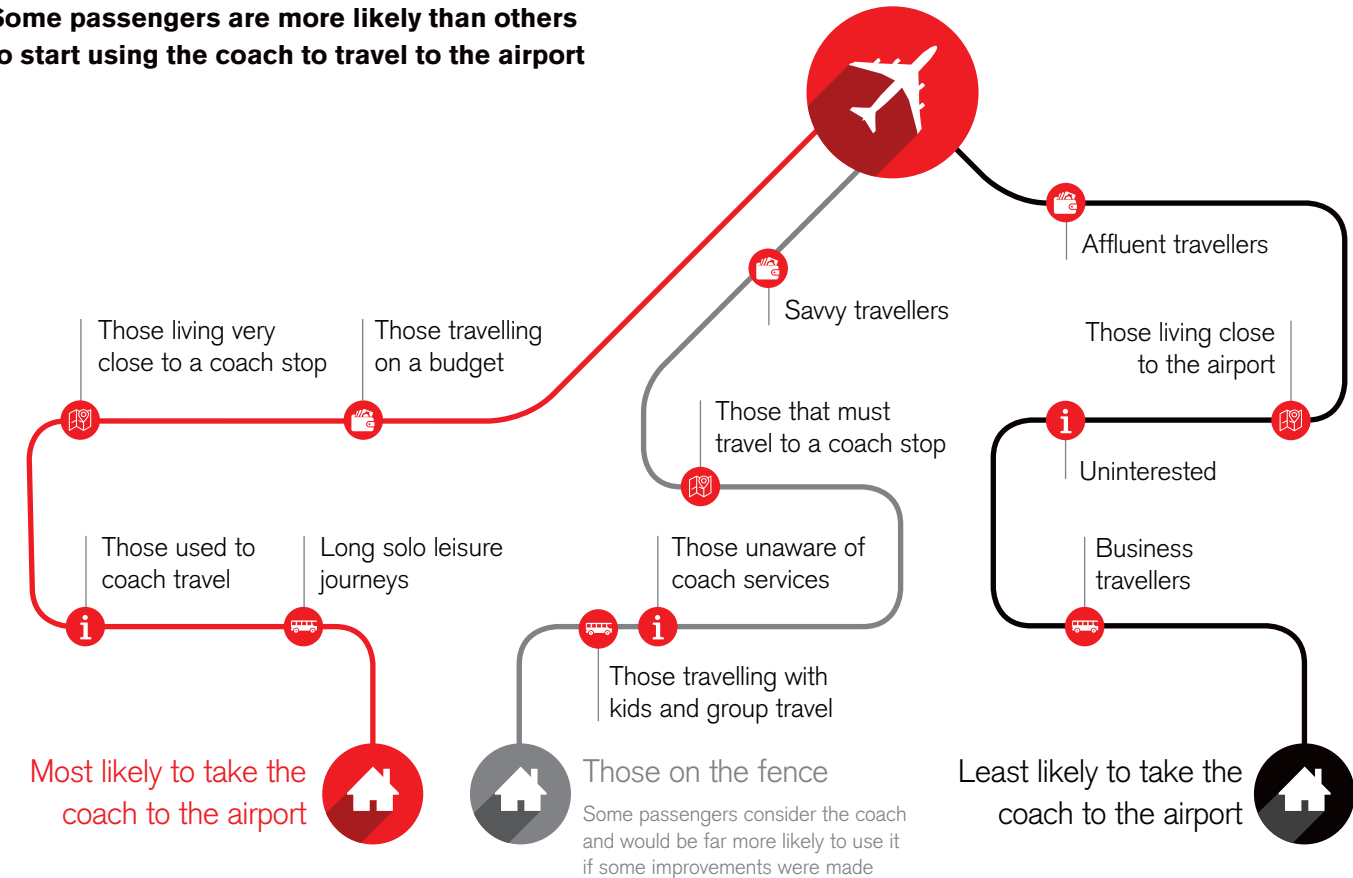 Some passengers are more likely than others
to start using the coach to travel to the airport
Affluent travellers
Savvy travellers
Those living very
close to a coach stop
Those travelling
on a budget
Those living close
to the airport
Those that must
travel to a coach stop
Uninterested
Those used to
coach travel
Long solo leisure
journeys
Those unaware of
coach services
Business
travellers
Those travelling with
kids and group travel
Most likely to take the
coach to the airport
Those on the fence
Some passengers consider the coach
and would be far more likely to use it
if some improvements were made
Least likely to take the
coach to the airport